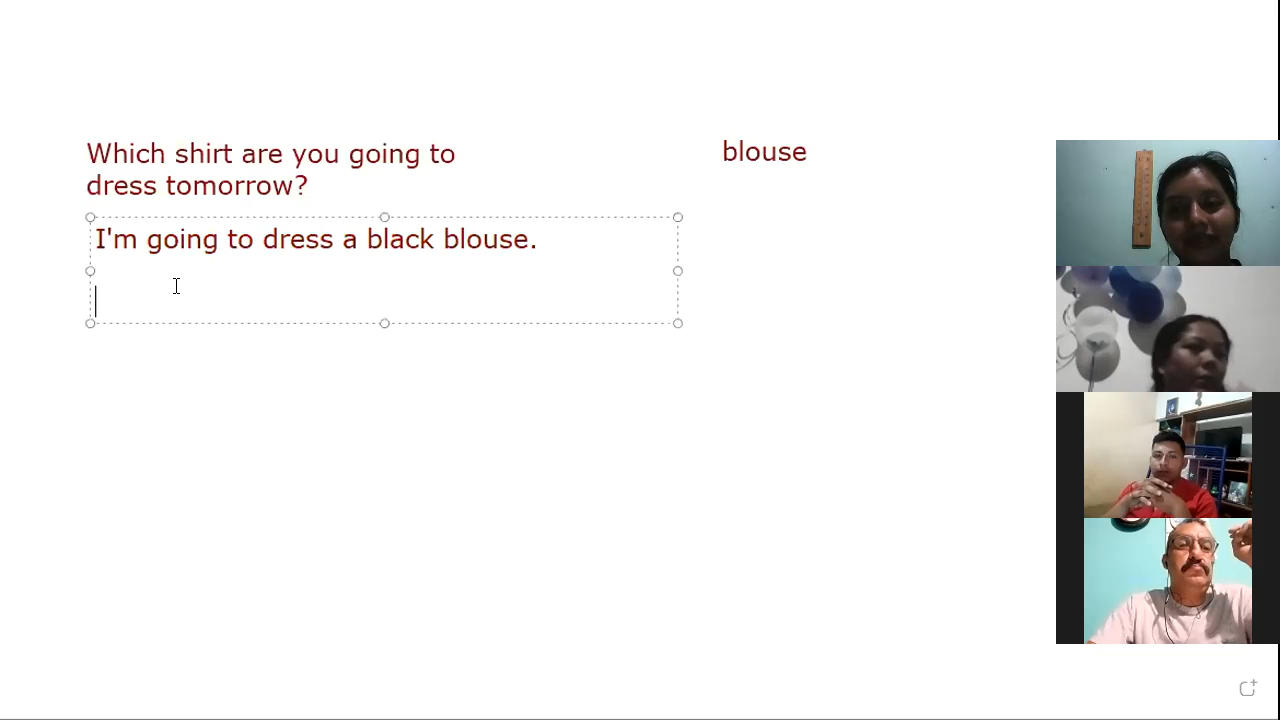 Which shirt are you going to
dress tomorrow?
blouse
I'm going to dress a black blouse.